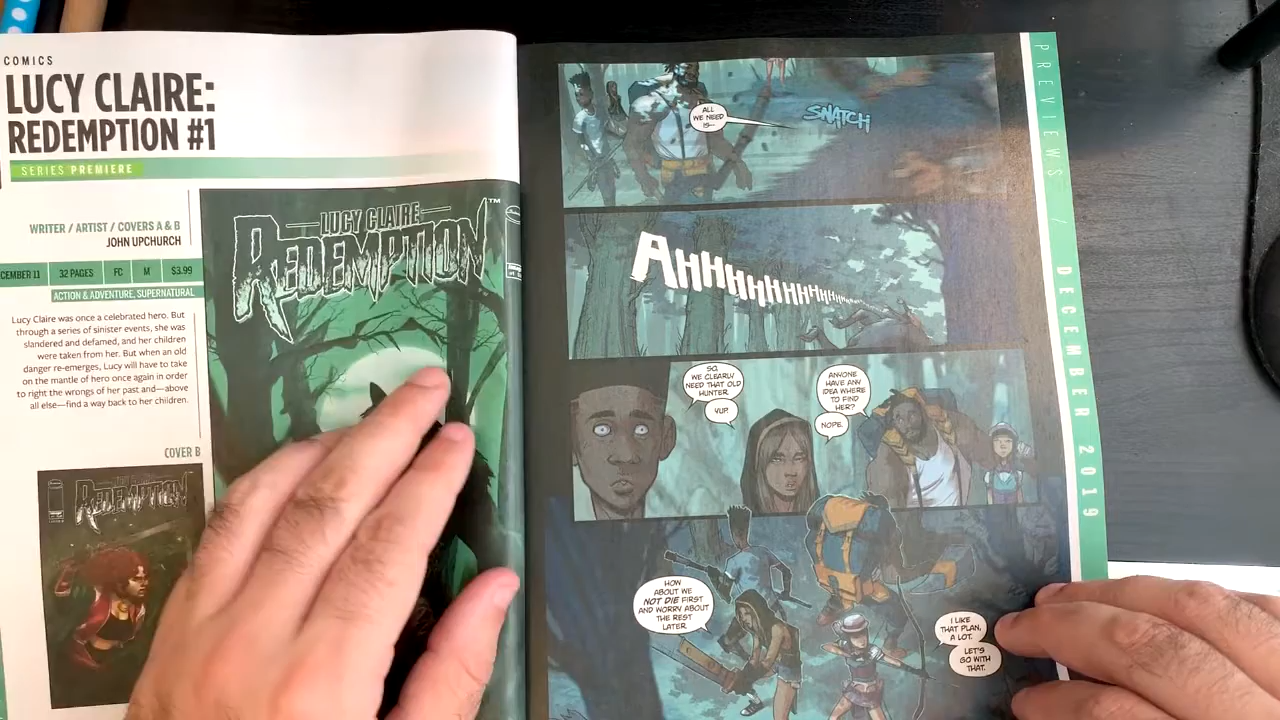 COMICS
LUCY CLAIRE:
REDEMPTION #1
SERIES PREMIERE
WRITER / ARTIST / COVERS A & B
JOHN UPCHURCH
CEMBER 11
32 PAGES
FC
M
$3.99
ACTION & ADVENTURE, SUPERNATURAL
Lucy Claire was once a celebrated hero. But
through a series of sinister events, she was
slandered and defamed, and her children
were taken from her. But when an old
danger re-emerges, Lucy will have to take
on the mantle of hero once again in order
to right the wrongs of her past and—above
all else—find a way back to her children.
COVER B
REDEMPTION
LUCY CLAIRE
REDEMPTION
TM
ALL
WE NEED
IS—
SNATCH
AHHHHHHHHHHHHHHH
SO,
WE CLEARLY
NEED THAT OLD
HUNTER.
YUP.
ANYONE
HAVE ANY
IDEA WHERE
TO FIND
HER?
NOPE.
HOW
ABOUT WE
NOT DIE FIRST
AND WORRY ABOUT
THE REST
LATER.
I LIKE
THAT PLAN,
A LOT.
LET'S
GO WITH
THAT.
PREVIEWS / DECEMBER 2019